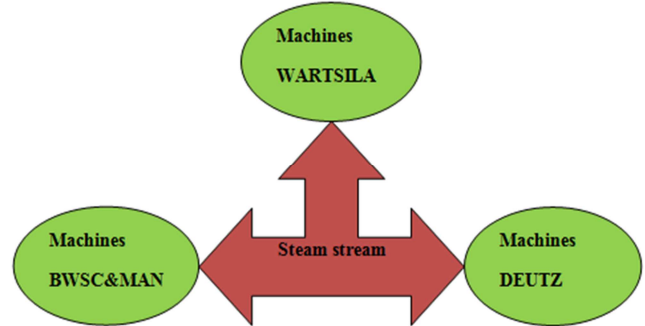 Machines
WARTSILA
Steam stream
Machines
BWSC&MAN
Machines
DEUTZ